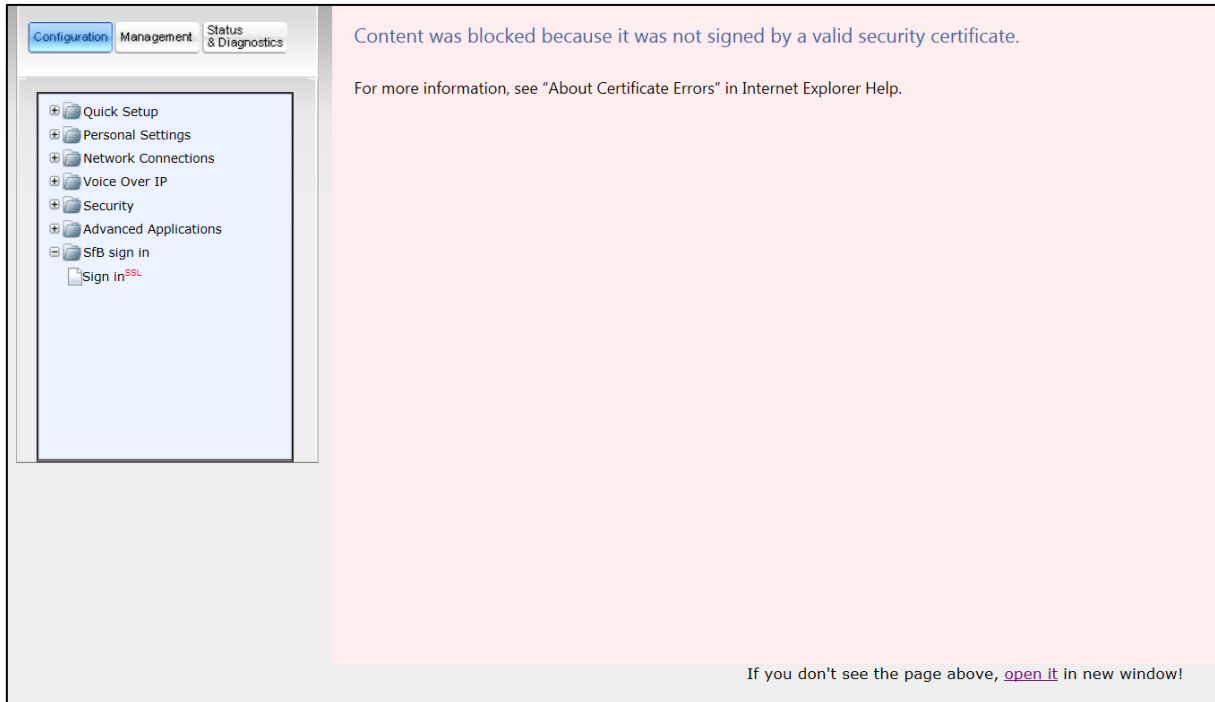 Configuration
Management
Status
& Diagnostics
Quick Setup
Personal Settings
Network Connections
Voice Over IP
Security
Advanced Applications
SfB sign in
Sign inSSL
Content was blocked because it was not signed by a valid security certificate.
For more information, see “About Certificate Errors” in Internet Explorer Help.
If you don't see the page above, open it in new window!